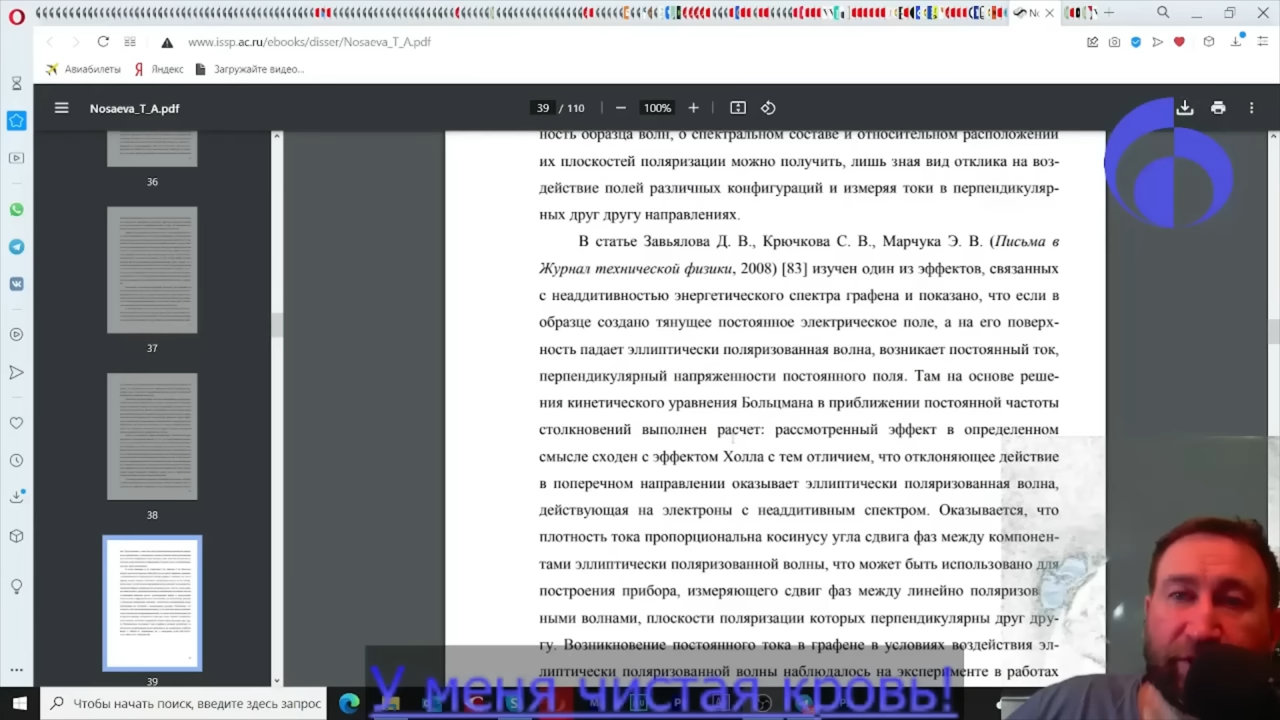 No
www.issp.ac.ru/ebooks/disser/Nosaeva_T_A.pdf
Авиабилеты
Яндекс
Загружайте видео...
Nosaeva_T_A.pdf
39 / 110
100%
36
37
38
39
ность образца волн, о спектральном составе и относительном расположении
их плоскостей поляризации можно получить, лишь зная вид отклика на воз-
действие полей различных конфигураций и измеряя токи в перпендикуляр-
ных друг другу направлениях.
В статье Завьялова Д. В., Крючкова С. В., Марчука Э. В. (Письма в
Журнал технической физики, 2008) [83] изучен один из эффектов, связанных
с неаддитивностью энергетического спектра графена и показано, что если в
образце создано тянущее постоянное электрическое поле, а на его поверх-
ность падает эллиптически поляризованная волна, возникает постоянный ток,
перпендикулярный напряженности постоянного поля. Там на основе реше-
ния кинетического уравнения Больцмана в приближении постоянной частоты
столкновений выполнен расчет: рассмотренный эффект в определенном
смысле сходен с эффектом Холла с тем отличием, что отклоняющее действие
в поперечном направлении оказывает эллиптически поляризованная волна,
действующая на электроны с неаддитивным спектром. Оказывается, что
плотность тока пропорциональна косинусу угла сдвига фаз между компонен-
тами эллиптически поляризованной волны, что может быть использовано для
построения прибора, измеряющего сдвиг фаз между линейно поляризован-
ными волнами, плоскости поляризации которых перпендикулярны друг дру-
гу. Возникновение постоянного тока в графене в условиях воздействия эл-
липтически поляризованной волны наблюдалось на эксперименте в работах
У меня чистая кровь!
Чтобы начать поиск, введите здесь запрос